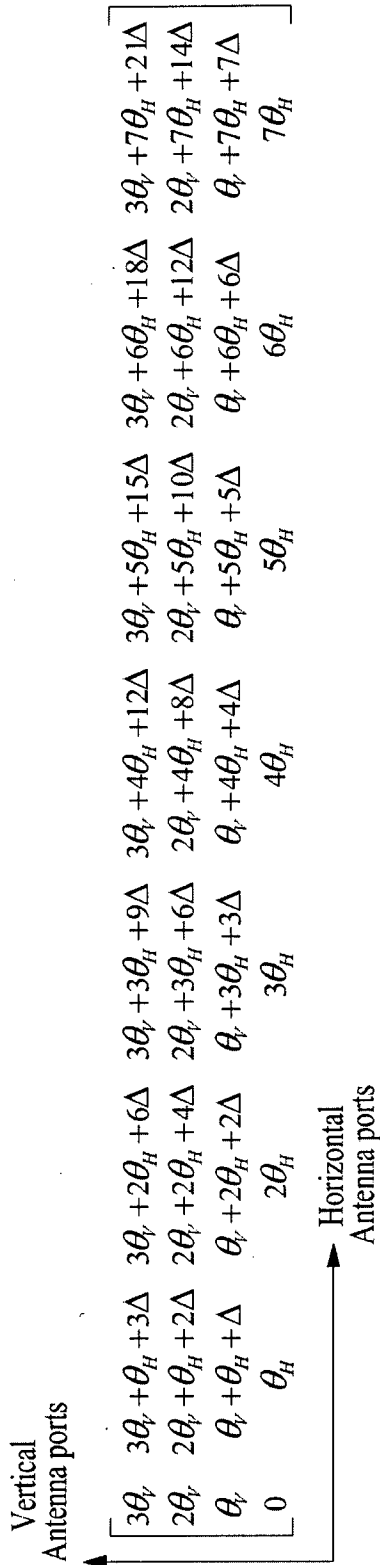 Vertical
Antenna ports
3θ_V 3θ_V+θ_H+3Δ 3θ_V+2θ_H+6Δ 3θ_V+3θ_H+9Δ 3θ_V+4θ_H+12Δ 3θ_V+5θ_H+15Δ 3θ_V+6θ_H+18Δ 3θ_V+7θ_H+21Δ
2θ_V 2θ_V+θ_H+2Δ 2θ_V+2θ_H+4Δ 2θ_V+3θ_H+6Δ 2θ_V+4θ_H+8Δ 2θ_V+5θ_H+10Δ 2θ_V+6θ_H+12Δ 2θ_V+7θ_H+14Δ
θ_V θ_V+θ_H+Δ θ_V+2θ_H+2Δ θ_V+3θ_H+3Δ θ_V+4θ_H+4Δ θ_V+5θ_H+5Δ θ_V+6θ_H+6Δ θ_V+7θ_H+7Δ
0 θ_H 2θ_H 3θ_H 4θ_H 5θ_H 6θ_H 7θ_H
Horizontal
Antenna ports